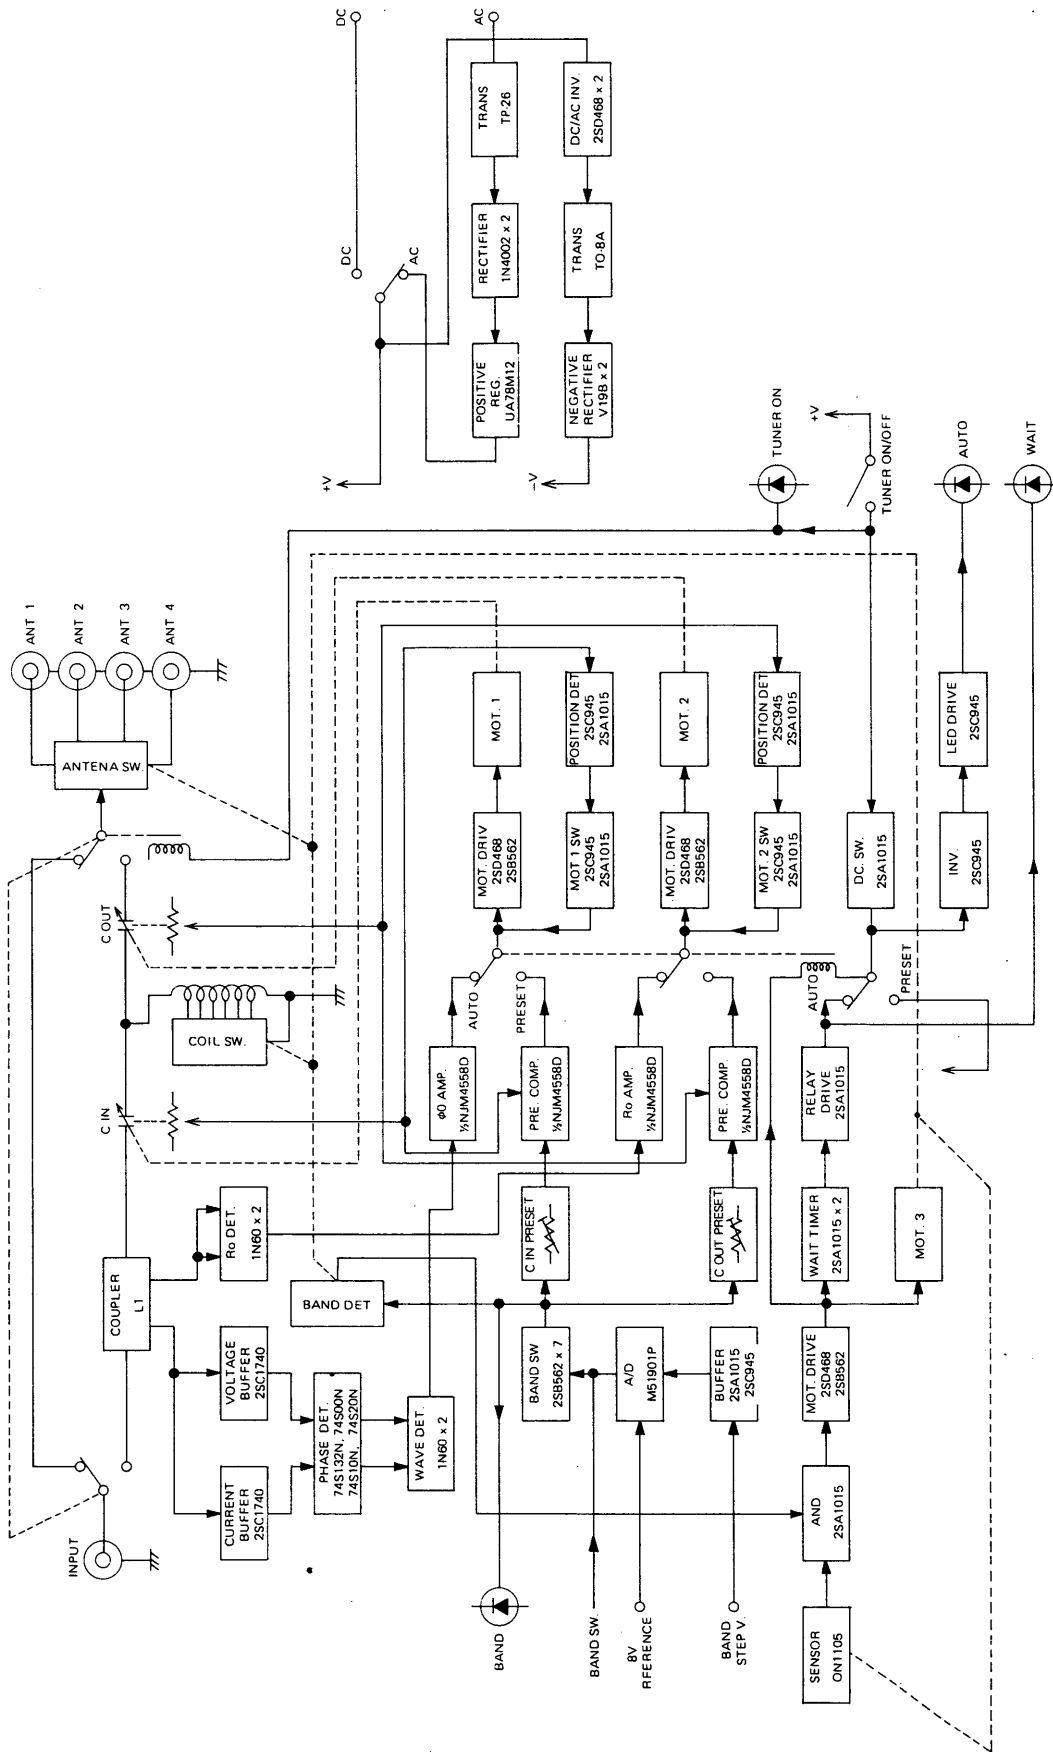 INPUT
COUPLER
L1
C IN
COIL SW.
C OUT
ANTENA SW.
ANT 1
ANT 2
ANT 3
ANT 4
CURRENT
BUFFER
2SC1740
VOLTAGE
BUFFER
2SC1740
Ro DET.
1N60 x 2
PHASE DET.
74S132N, 74S00N
74S10N, 74S20N
BAND DET
WAVE DET.
1N60 x 2
BAND
BAND SW.
8V
RFERENCE
BAND
STEP V.
BAND SW
2SB562 x 7
A/D
M51901P
BUFFER
2SA1015
2SC945
C IN PRESET
C OUT PRESET
φ0 AMP.
½NJM4558D
PRE. COMP.
½NJM4558D
Ro AMP.
½NJM4558D
PRE. COMP.
½NJM4558D
AUTO
PRESET
MOT. DRIV
2SD468
2SB562
MOT 1 SW
2SC945
2SA1015
MOT. DRIV
2SD468
2SB562
MOT. 2 SW
2SC945
2SA1015
MOT. 1
POSITION DET
2SC945
2SA1015
MOT. 2
POSITION DET
2SC945
2SA1015
SENSOR
ON1105
AND
2SA1015
MOT. DRIVE
2SD468
2SB562
WAIT TIMER
2SA1015 x 2
MOT. 3
RELAY
DRIVE
2SA1015
AUTO
PRESET
DC. SW.
2SA1015
INV.
2SC945
LED DRIVE
2SC945
TUNER ON
+V
TUNER ON/OFF
AUTO
WAIT
DC
DC
AC
AC
+V
-V
POSITIVE
REG.
UA78M12
RECTIFIER
1N4002 x 2
TRANS
TP-26
NEGATIVE
RECTIFIER
V19B x 2
TRANS
TO-8A
DC/AC INV.
2SD468 x 2